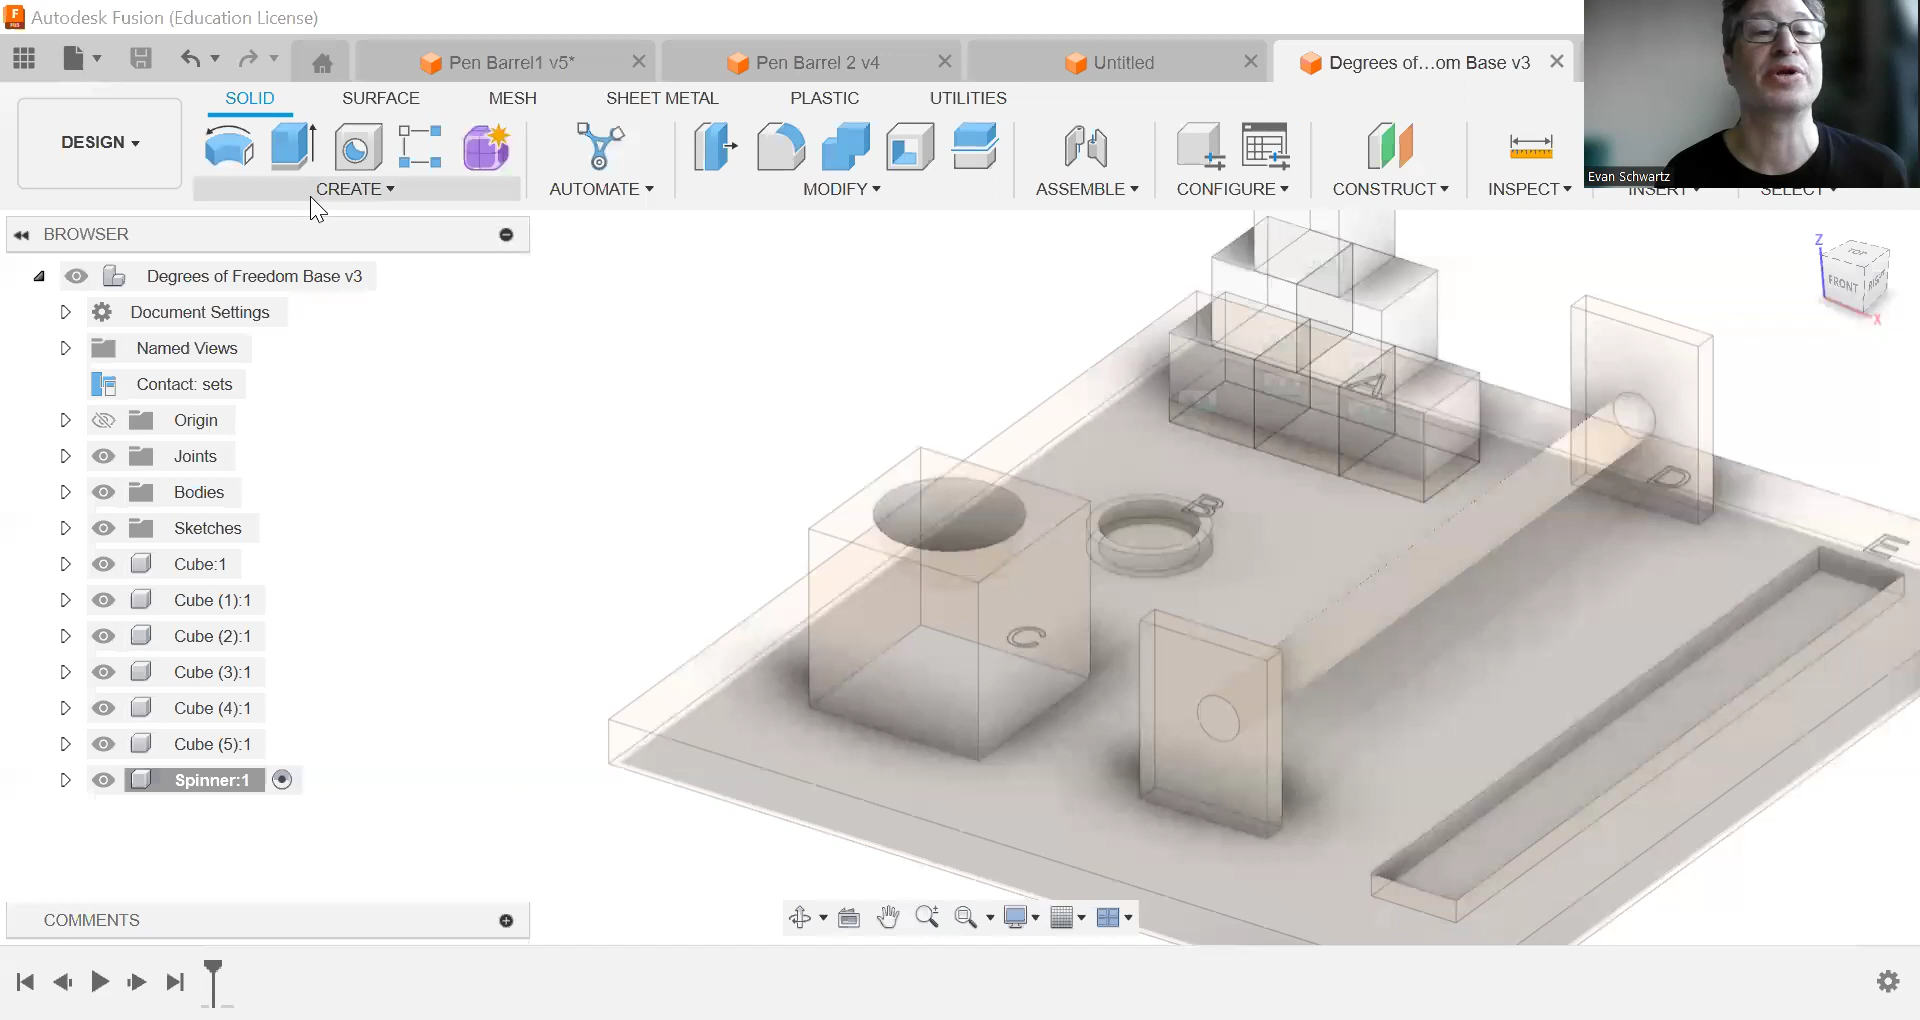 Autodesk Fusion (Education License)
Pen Barrel1 v5*
Pen Barrel 2 v4
Untitled
Degrees of...om Base v3
SOLID
SURFACE
MESH
SHEET METAL
PLASTIC
UTILITIES
DESIGN
CREATE
AUTOMATE
MODIFY
ASSEMBLE
CONFIGURE
CONSTRUCT
INSPECT
INSERT
SELECT
Evan Schwartz
BROWSER
Degrees of Freedom Base v3
Document Settings
Named Views
Contact: sets
Origin
Joints
Bodies
Sketches
Cube:1
Cube (1):1
Cube (2):1
Cube (3):1
Cube (4):1
Cube (5):1
Spinner:1
Z
TOP
FRONT
RIGHT
X
A
B
C
D
E
COMMENTS